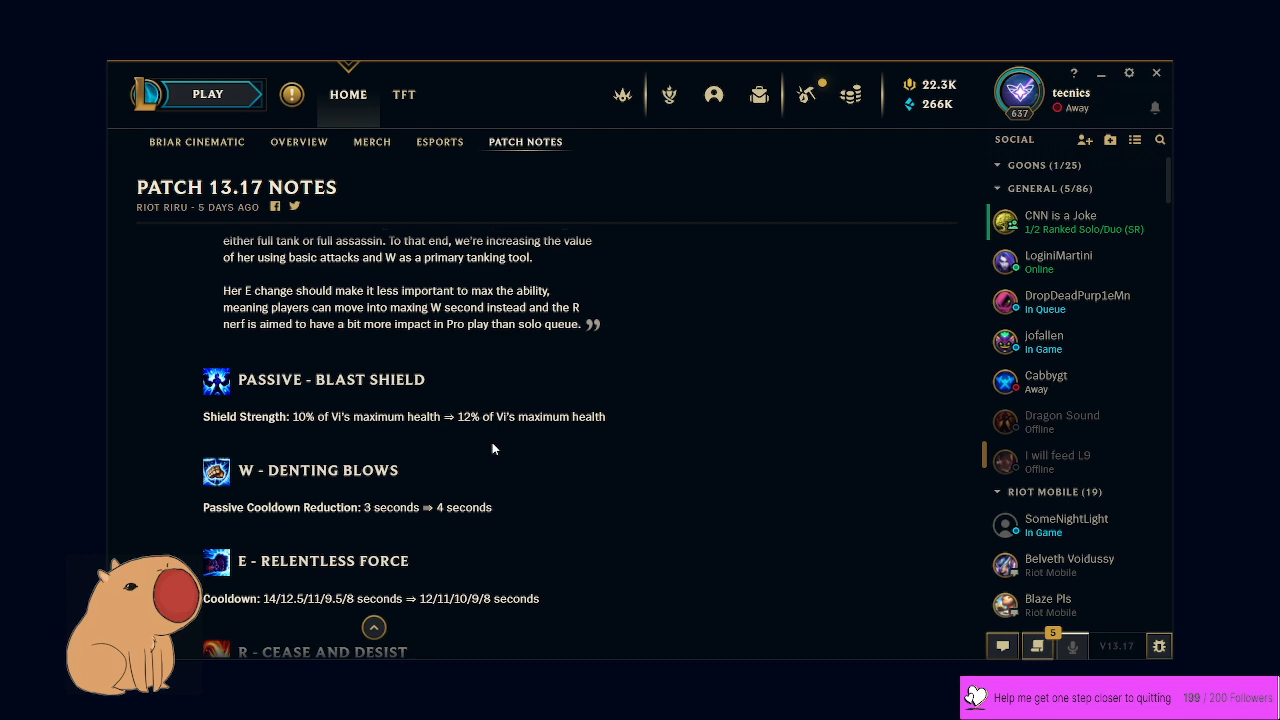 PLAY
HOME
TFT
22.3K
266K
637
tecnics
Away
?
BRIAR CINEMATIC
OVERVIEW
MERCH
ESPORTS
PATCH NOTES
SOCIAL
PATCH 13.17 NOTES
RIOT RIRU - 5 DAYS AGO
either full tank or full assassin. To that end, we're increasing the value
of her using basic attacks and W as a primary tanking tool.
Her E change should make it less important to max the ability,
meaning players can move into maxing W second instead and the R
nerf is aimed to have a bit more impact in Pro play than solo queue. ”
PASSIVE - BLAST SHIELD
Shield Strength: 10% of Vi's maximum health ⇒ 12% of Vi's maximum health
W - DENTING BLOWS
Passive Cooldown Reduction: 3 seconds ⇒ 4 seconds
E - RELENTLESS FORCE
Cooldown: 14/12.5/11/9.5/8 seconds ⇒ 12/11/10/9/8 seconds
R - CEASE AND DESIST
GOONS (1/25)
GENERAL (5/86)
CNN is a Joke
1/2 Ranked Solo/Duo (SR)
LoginiMartini
Online
DropDeadPurp1eMn
In Queue
jofallen
In Game
Cabbygt
Away
Dragon Sound
Offline
I will feed L9
Offline
RIOT MOBILE (19)
SomeNightLight
In Game
Belveth Voidussy
Riot Mobile
Blaze Pls
Riot Mobile
5
V13.17
Help me get one step closer to quitting 199 / 200 Followers